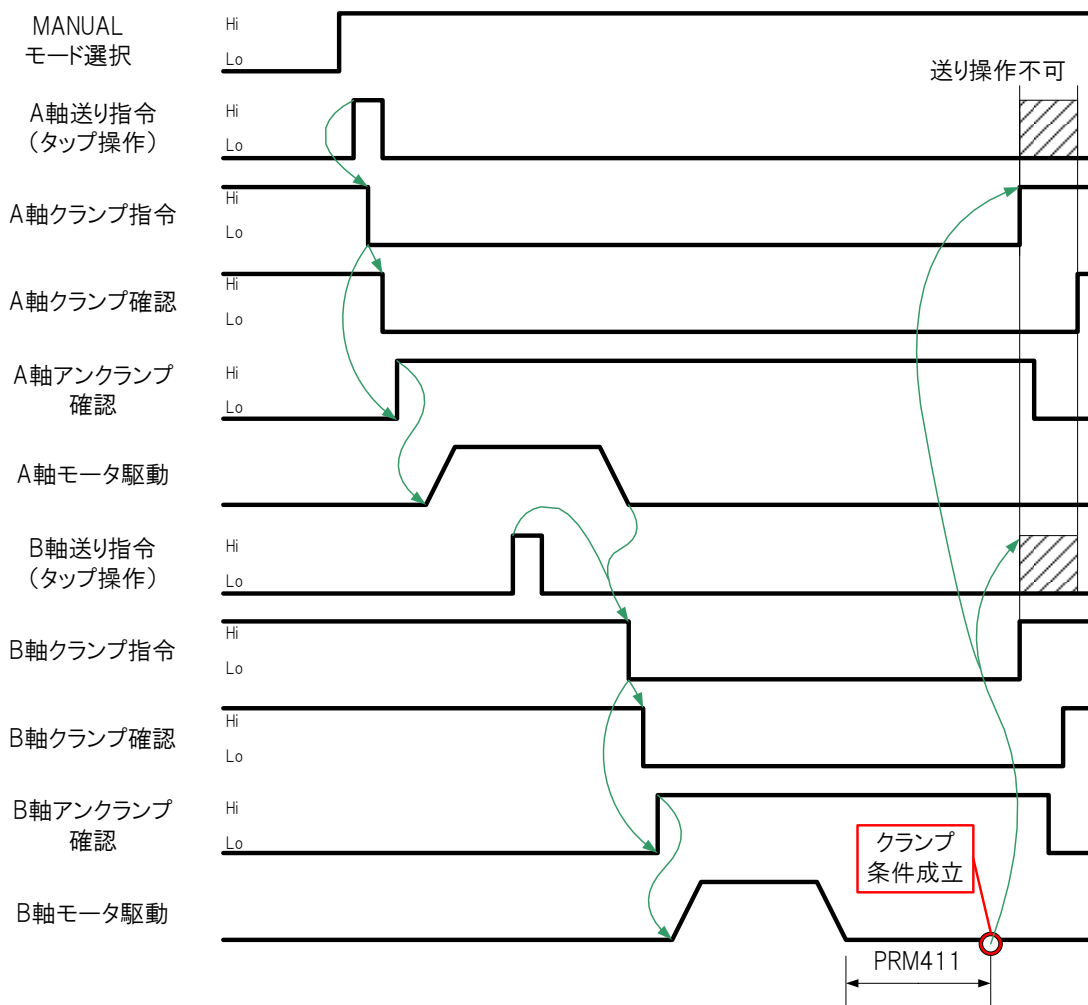 MANUAL
モード選択
Hi
Lo
送り操作不可
A軸送り指令
（タップ操作）
Hi
Lo
A軸クランプ指令
Hi
Lo
A軸クランプ確認
Hi
Lo
A軸アンクランプ
確認
Hi
Lo
A軸モータ駆動
B軸送り指令
（タップ操作）
Hi
Lo
B軸クランプ指令
Hi
Lo
B軸クランプ確認
Hi
Lo
B軸アンクランプ
確認
Hi
Lo
クランプ
条件成立
B軸モータ駆動
PRM411